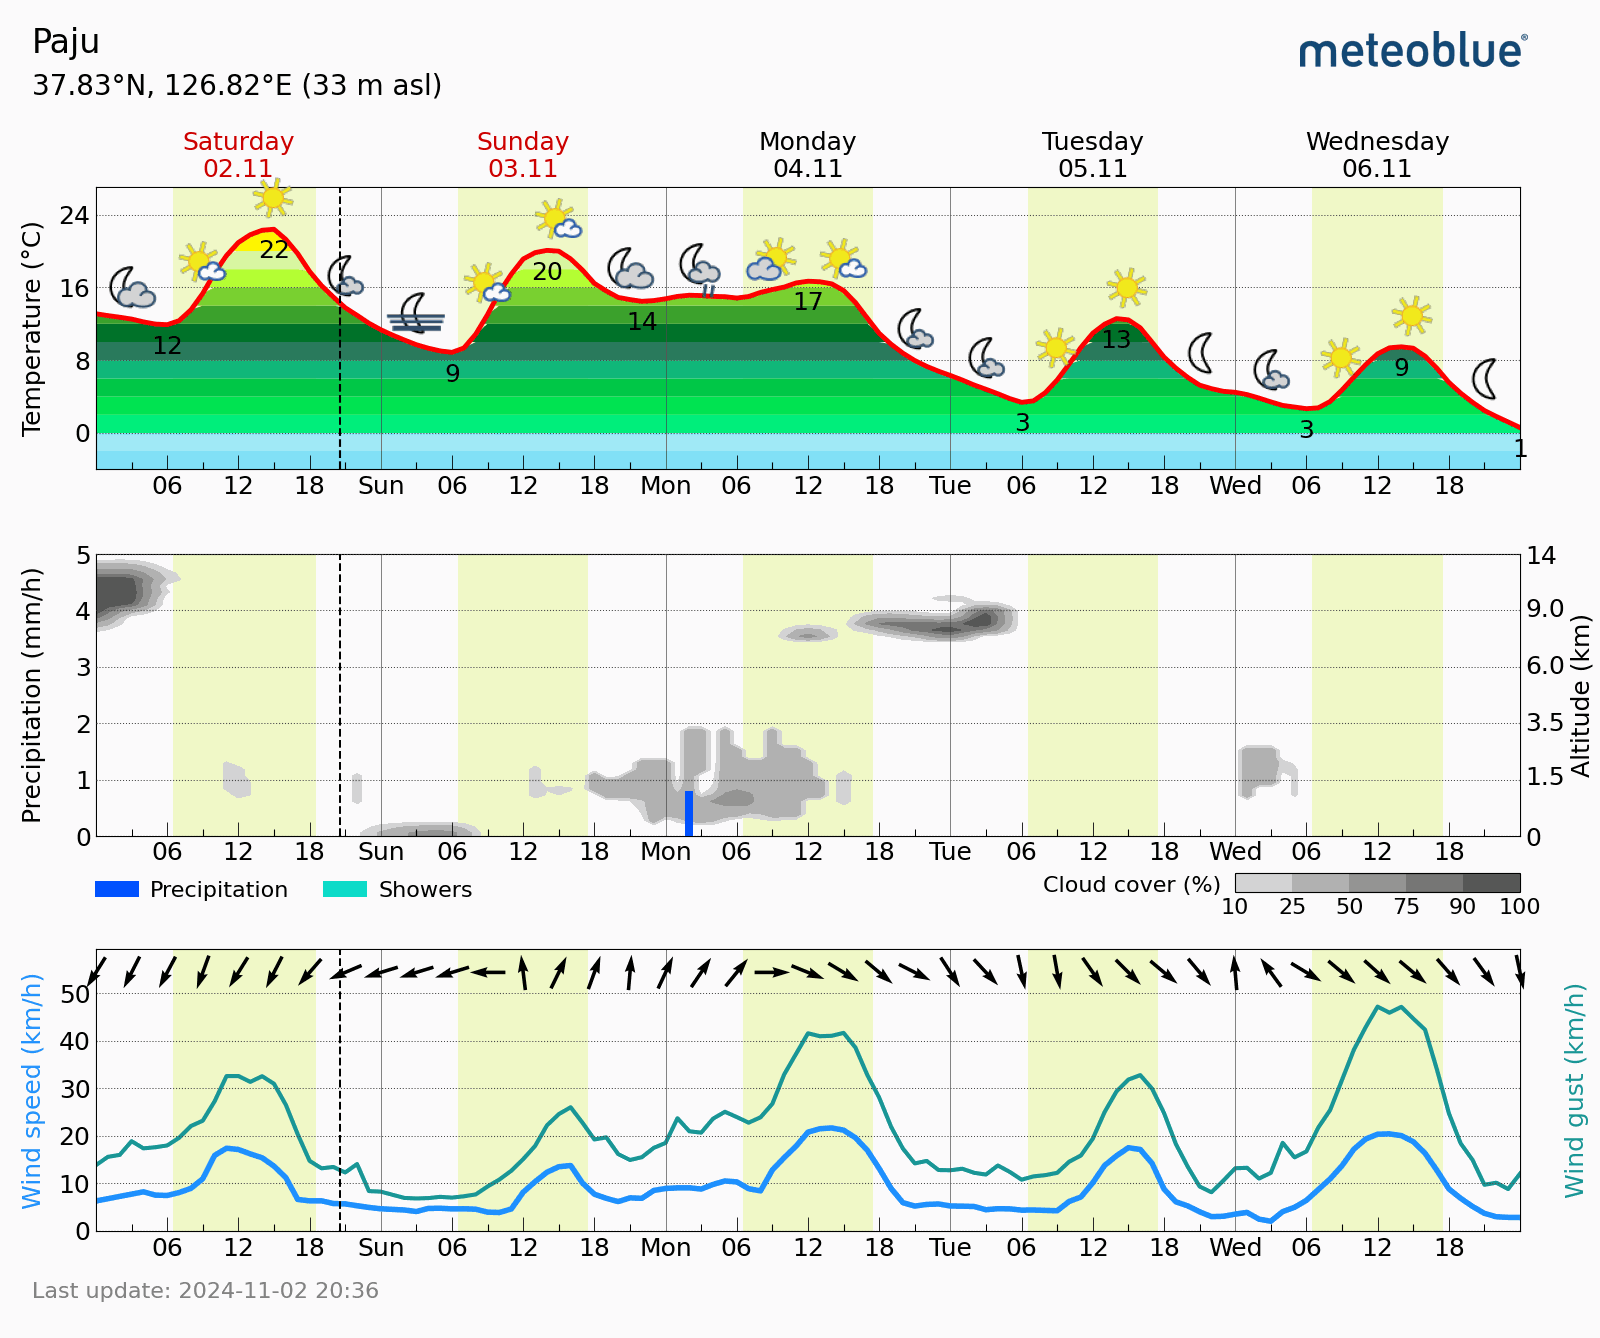 Paju
meteoblue®
37.83°N, 126.82°E (33 m asl)
Saturday Sunday Monday Tuesday Wednesday
02.11 03.11 04.11 05.11 06.11
Temperature (°C)
24
16
8
0
22
20
17
14
13
12
9
9
3
3
1
06 12 18 Sun 06 12 18 Mon 06 12 18 Tue 06 12 18 Wed 06 12 18
Precipitation (mm/h)
5
4
3
2
1
0
14
9.0
6.0
3.5
1.5
0
Altitude (km)
06 12 18 Sun 06 12 18 Mon 06 12 18 Tue 06 12 18 Wed 06 12 18
Precipitation Showers
Cloud cover (%)
10 25 50 75 90 100
Wind speed (km/h)
50
40
30
20
10
0
Wind gust (km/h)
06 12 18 Sun 06 12 18 Mon 06 12 18 Tue 06 12 18 Wed 06 12 18
Last update: 2024-11-02 20:36